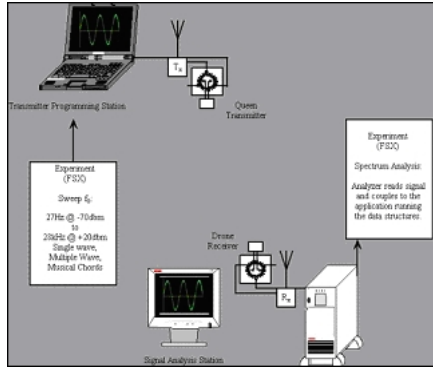 Tx
Transmitter Programming Station
Queen
Transmitter
Experiment
(FSX)
Sweep f0:
27Hz @ -70dbm
to
28kHz @ +20dbm
Single wave,
Multiple Wave,
Musical Chords
Experiment
(FSX)
Spectrum Analysis:
Analyzer reads signal
and couples to the
application running
the data structures.
Drone
Receiver
Rx
Signal Analysis Station